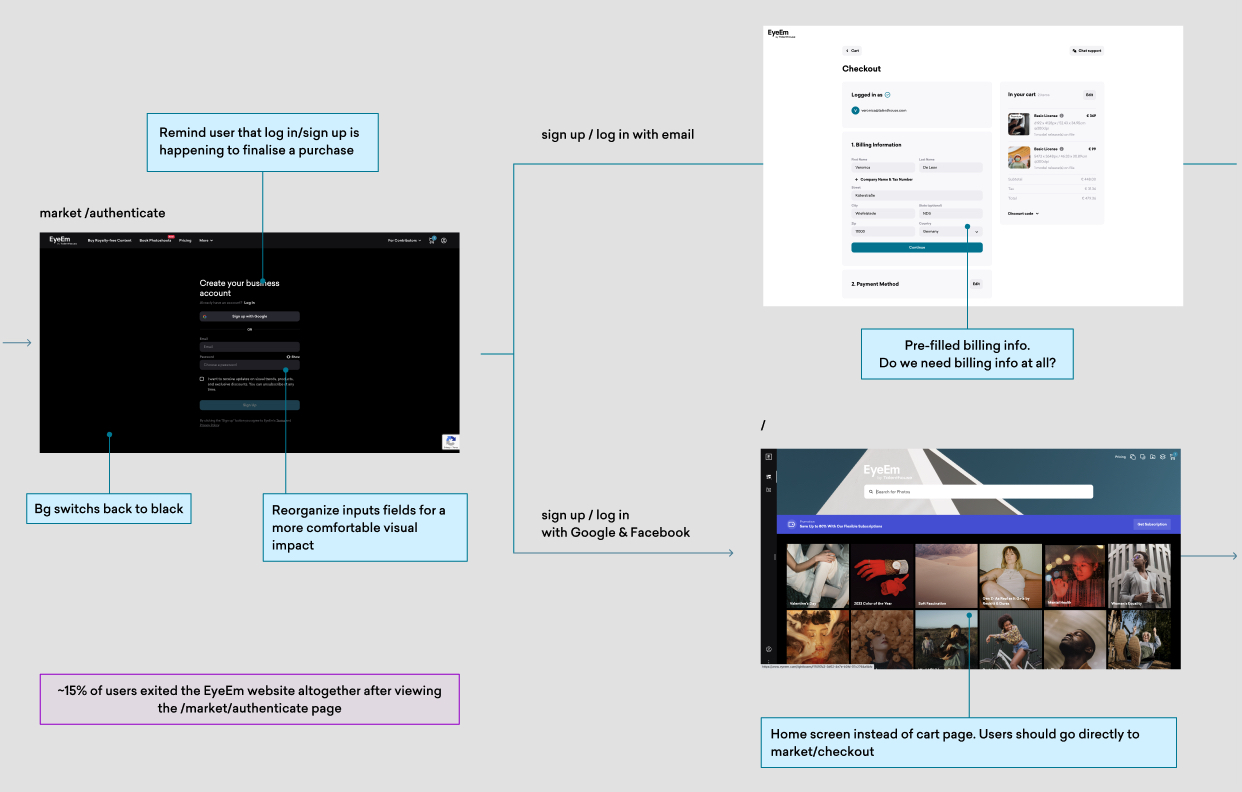 Remind user that log in/sign up is
happening to finalise a purchase
market /authenticate
EyeEm
Buy Royalty-free Content
Book Photoshoots
Pricing
More
For Contributors
Create your business
account
Already have an account? Log in
Sign up with Google
OR
Email
Email
Password
Show
Choose a password
I want to receive updates on visual trends, products,
and exclusive discounts. You can unsubscribe at any
time.
Sign Up
Bg switchs back to black
Reorganize inputs fields for a
more comfortable visual
impact
~15% of users exited the EyeEm website altogether after viewing
the /market/authenticate page
sign up / log in with email
sign up / log in
with Google & Facebook
EyeEm
Cart
Chat support
Checkout
Logged in as
In your cart
Edit
Basic License
€ 349
Basic License
€ 99
Subtotal
Tax
Total
Discount code
1. Billing Information
First Name
Last Name
Veronius
De Leon
+ Company Name & Tax Number
Street
City
State (optional)
NDS
Zip
Country
Germany
Continue
2. Payment Method
Edit
Pre-filled billing info.
Do we need billing info at all?
/
EyeEm
Pricing
Search for Photos
Save Up to 80% With Our Flexible Subscriptions
Get Subscription
Valentine's Day
2023 Color of the Year
Soft Fascination
Mental Health
Women's Equality
Home screen instead of cart page. Users should go directly to
market/checkout